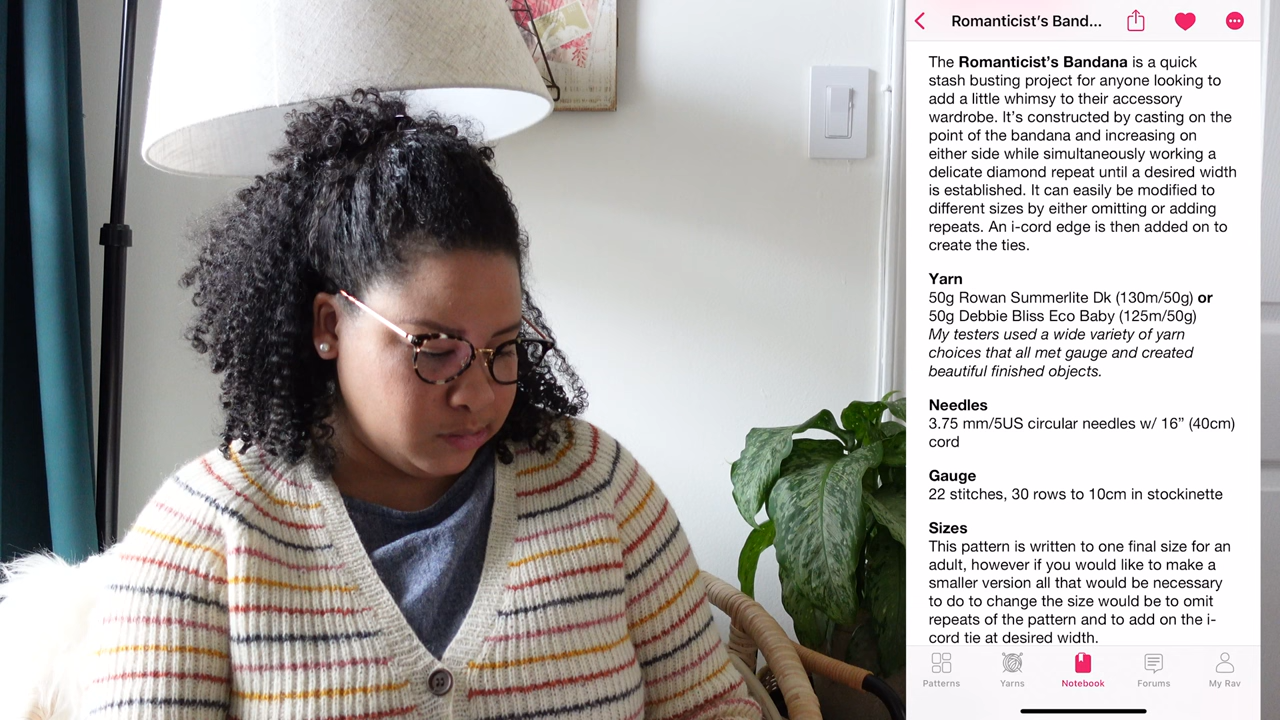 Romanticist's Band...
The Romanticist's Bandana is a quick
stash busting project for anyone looking to
add a little whimsy to their accessory
wardrobe. It's constructed by casting on the
point of the bandana and increasing on
either side while simultaneously working a
delicate diamond repeat until a desired width
is established. It can easily be modified to
different sizes by either omitting or adding
repeats. An i-cord edge is then added on to
create the ties.
Yarn
50g Rowan Summerlite Dk (130m/50g) or
50g Debbie Bliss Eco Baby (125m/50g)
My testers used a wide variety of yarn
choices that all met gauge and created
beautiful finished objects.
Needles
3.75 mm/5US circular needles w/ 16” (40cm)
cord
Gauge
22 stitches, 30 rows to 10cm in stockinette
Sizes
This pattern is written to one final size for an
adult, however if you would like to make a
smaller version all that would be necessary
to do to change the size would be to omit
repeats of the pattern and to add on the i-
cord tie at desired width.
Patterns Yarns Notebook Forums My Rav